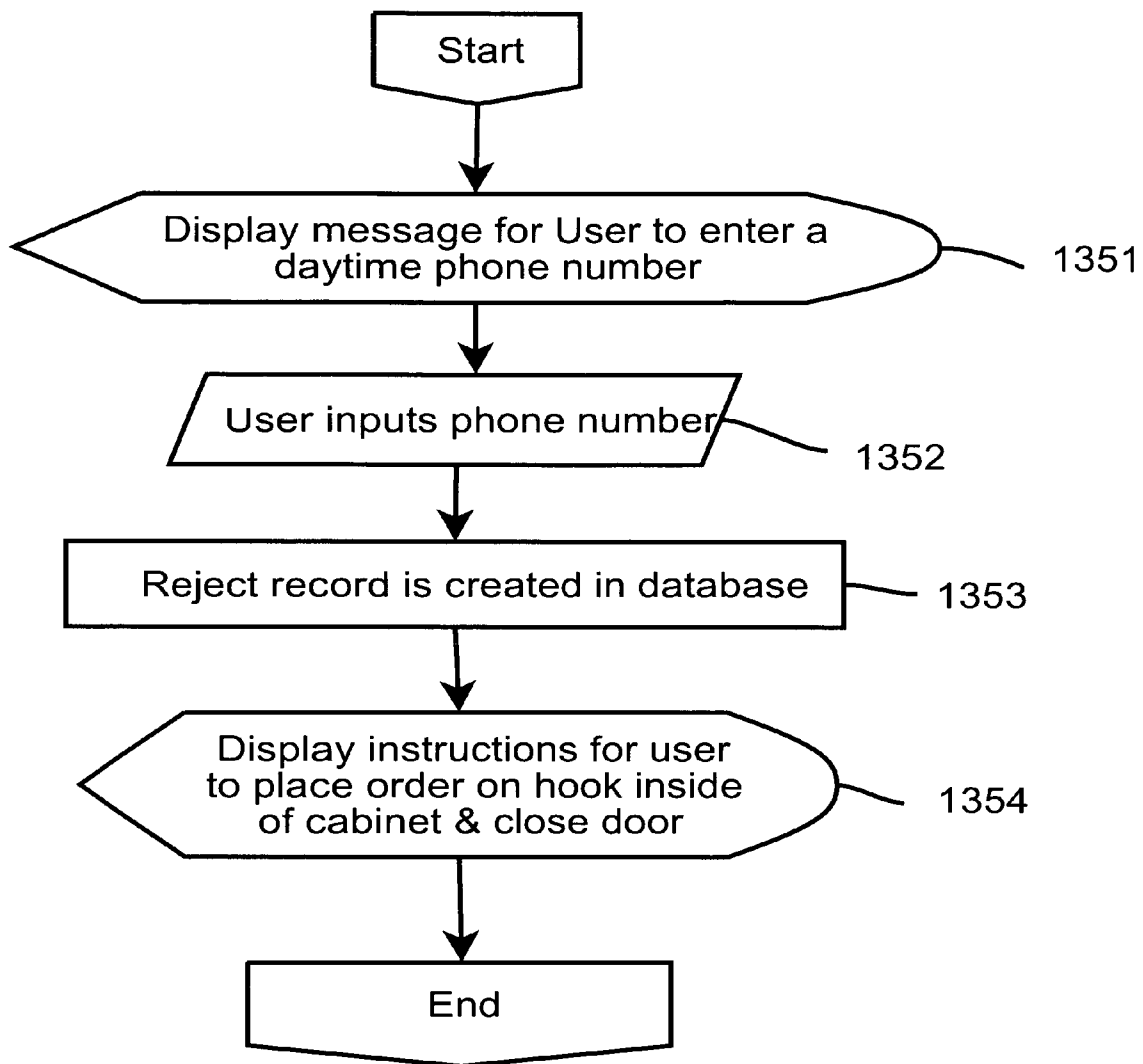 Start
Display message for User to enter a
daytime phone number
1351
User inputs phone number
1352
Reject record is created in database
1353
Display instructions for user
to place order on hook inside
of cabinet & close door
1354
End